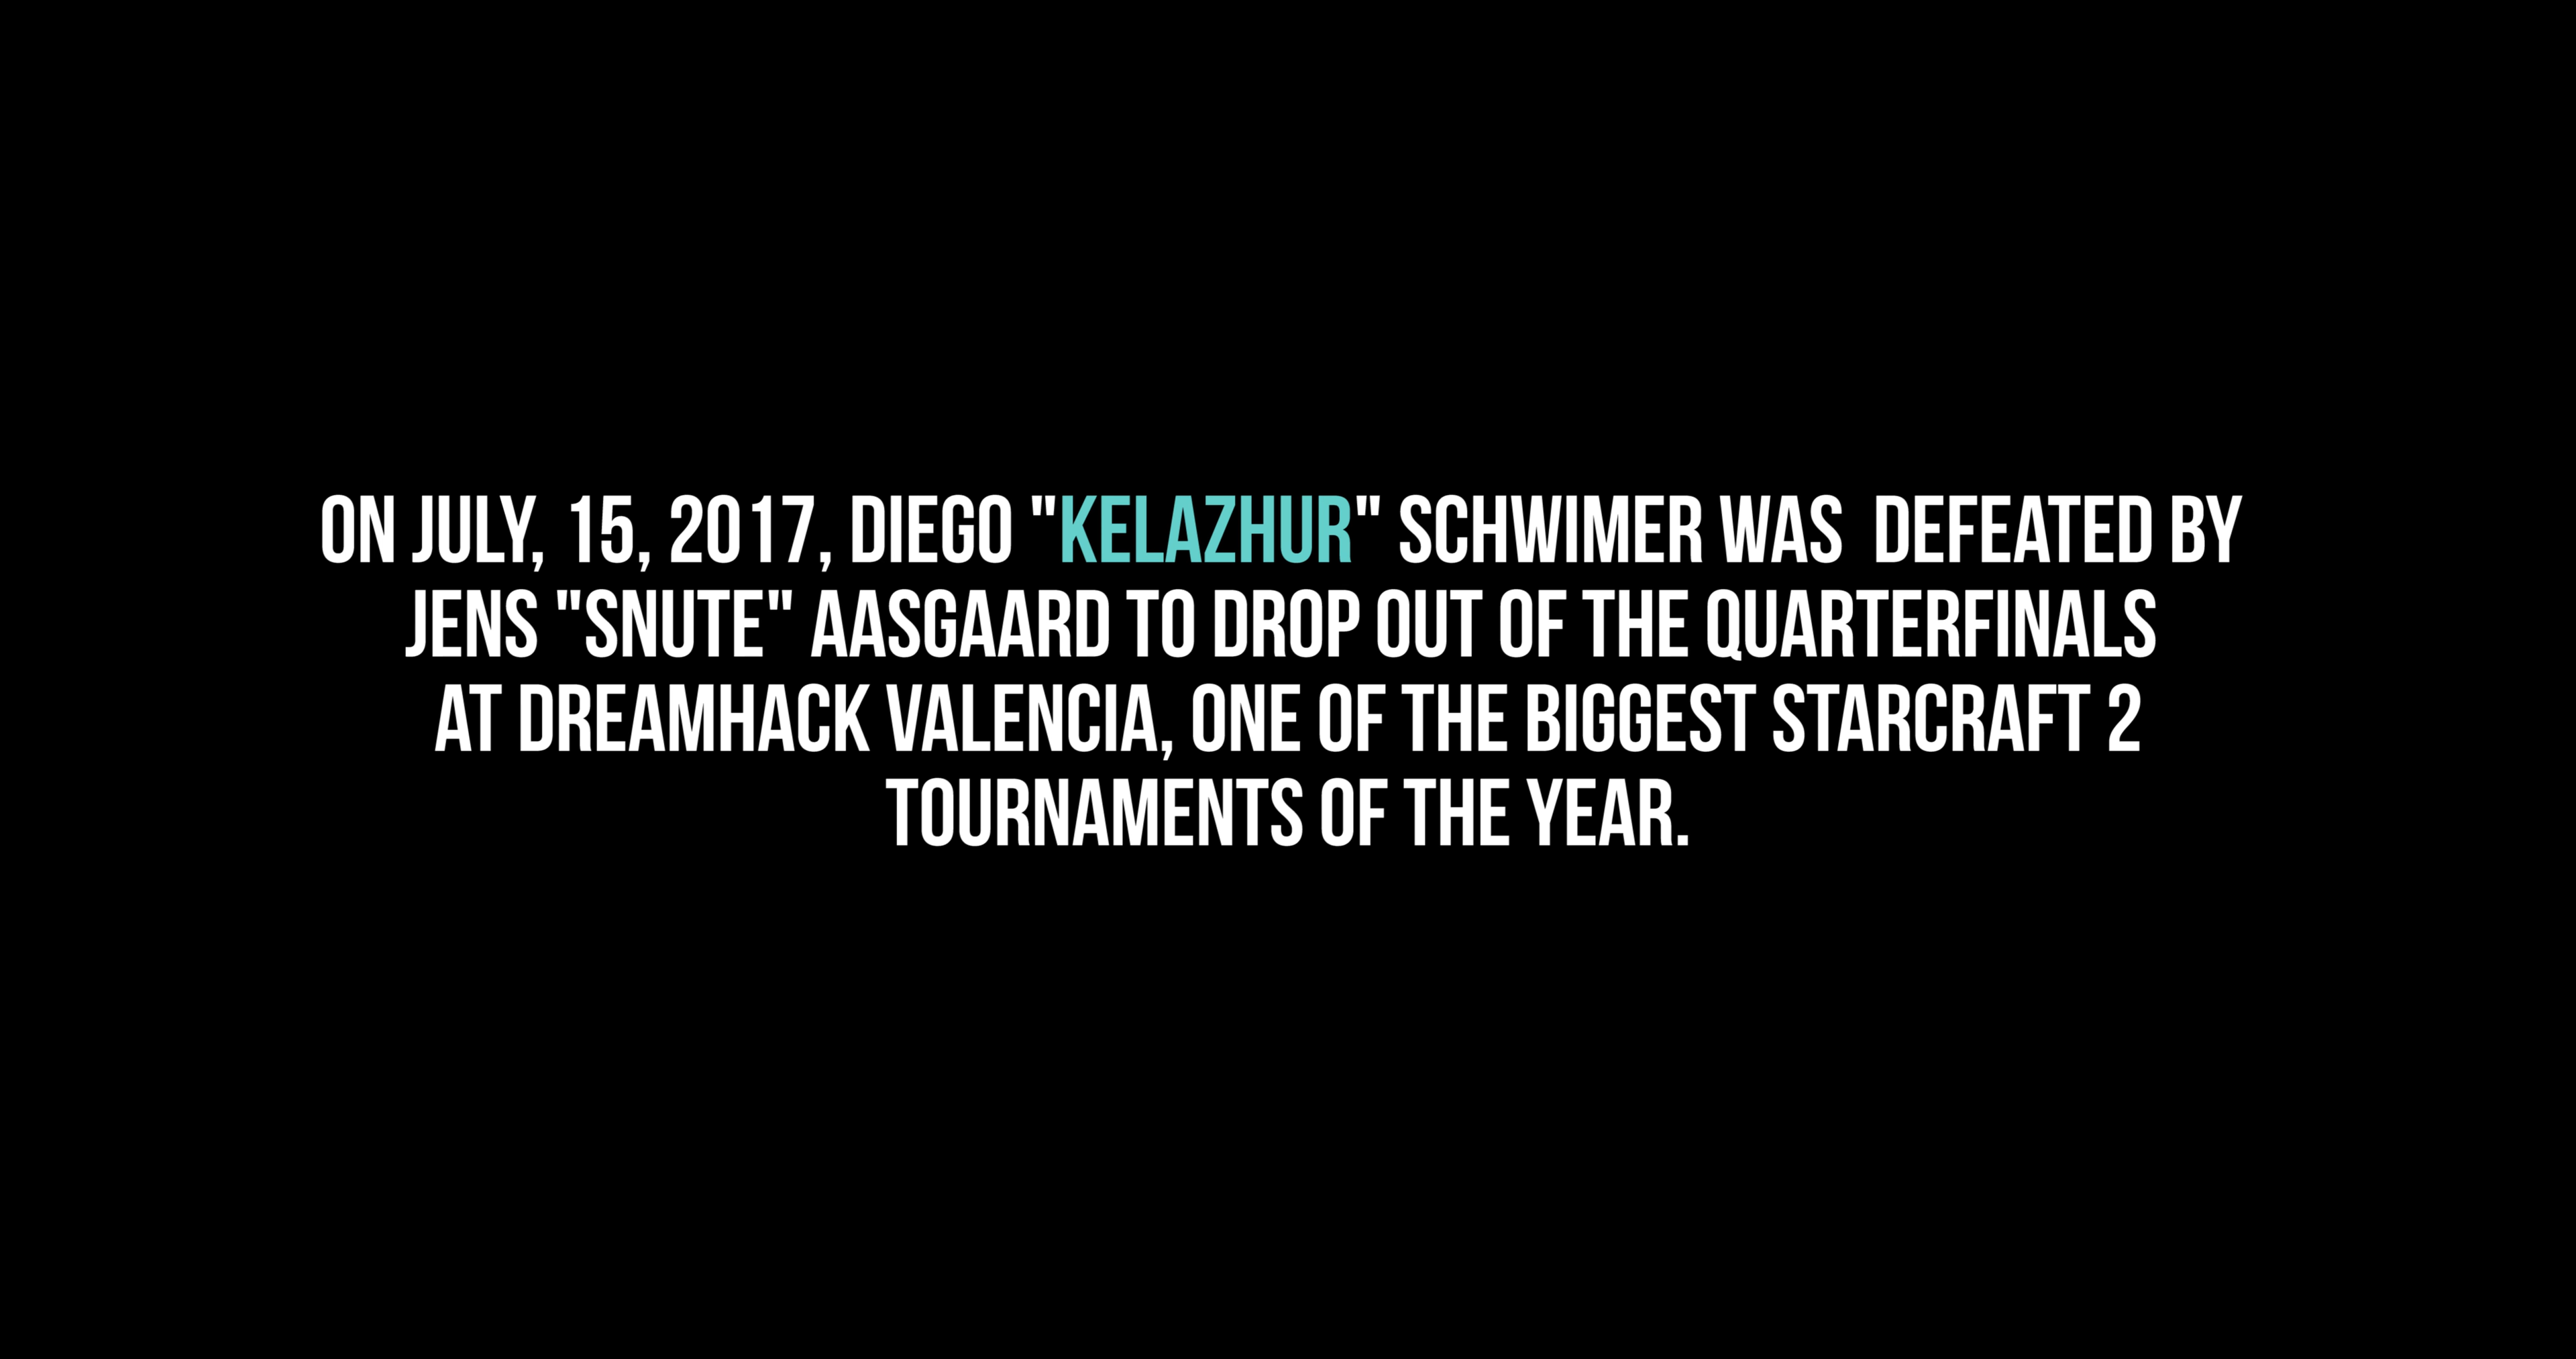 ON JULY, 15, 2017, DIEGO "KELAZHUR" SCHWIMER WAS  DEFEATED BY
JENS "SNUTE" AASGAARD TO DROP OUT OF THE QUARTERFINALS
AT DREAMHACK VALENCIA, ONE OF THE BIGGEST STARCRAFT 2
TOURNAMENTS OF THE YEAR.